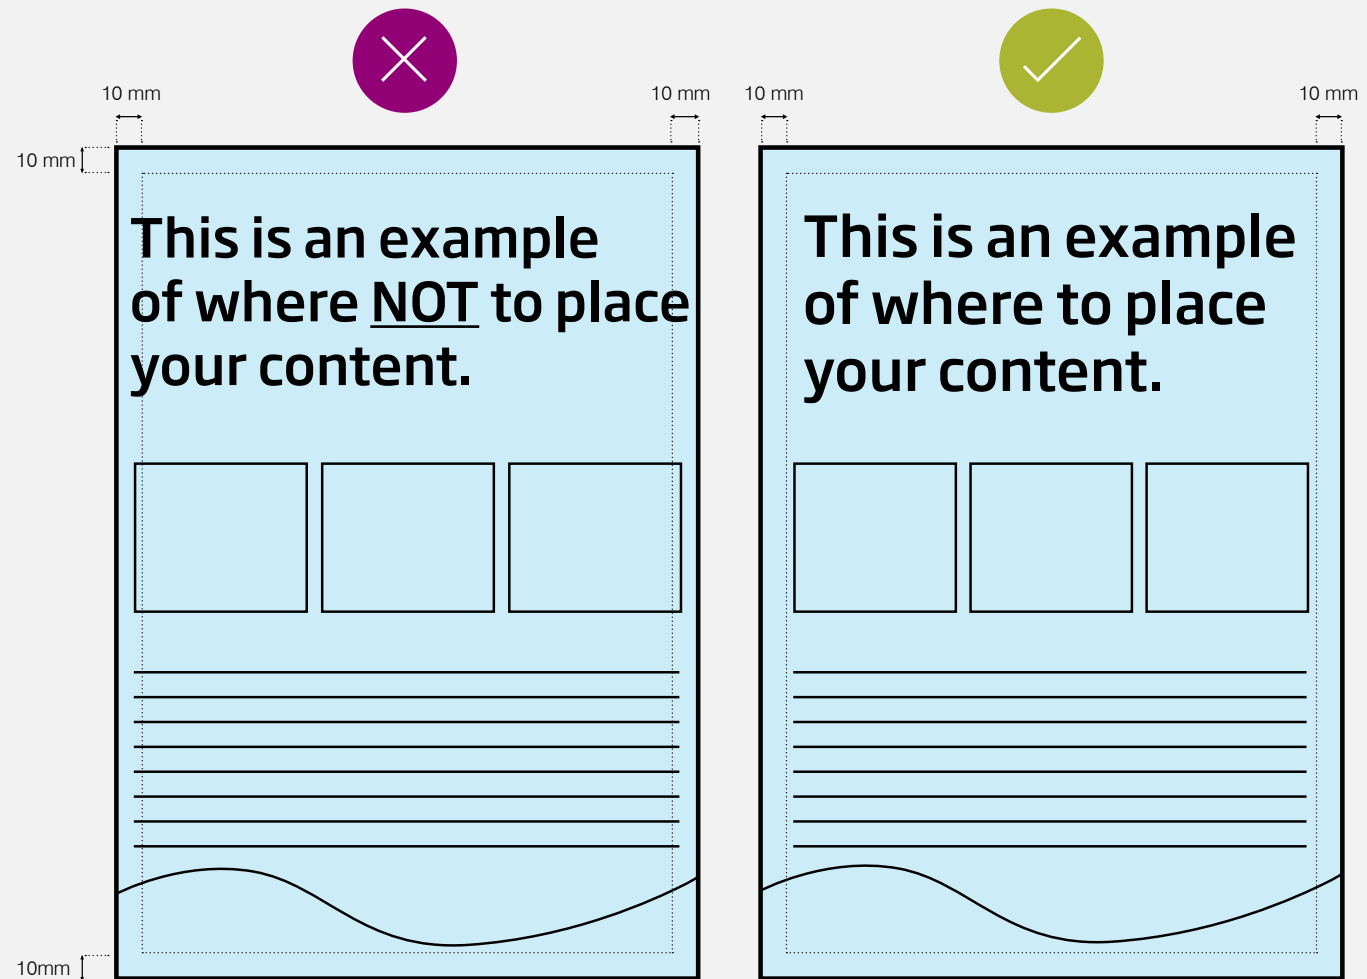 10 mm
10 mm
10 mm
10 mm
10 mm
This is an example
of where NOT to place
your content.
This is an example
of where to place
your content.
10mm